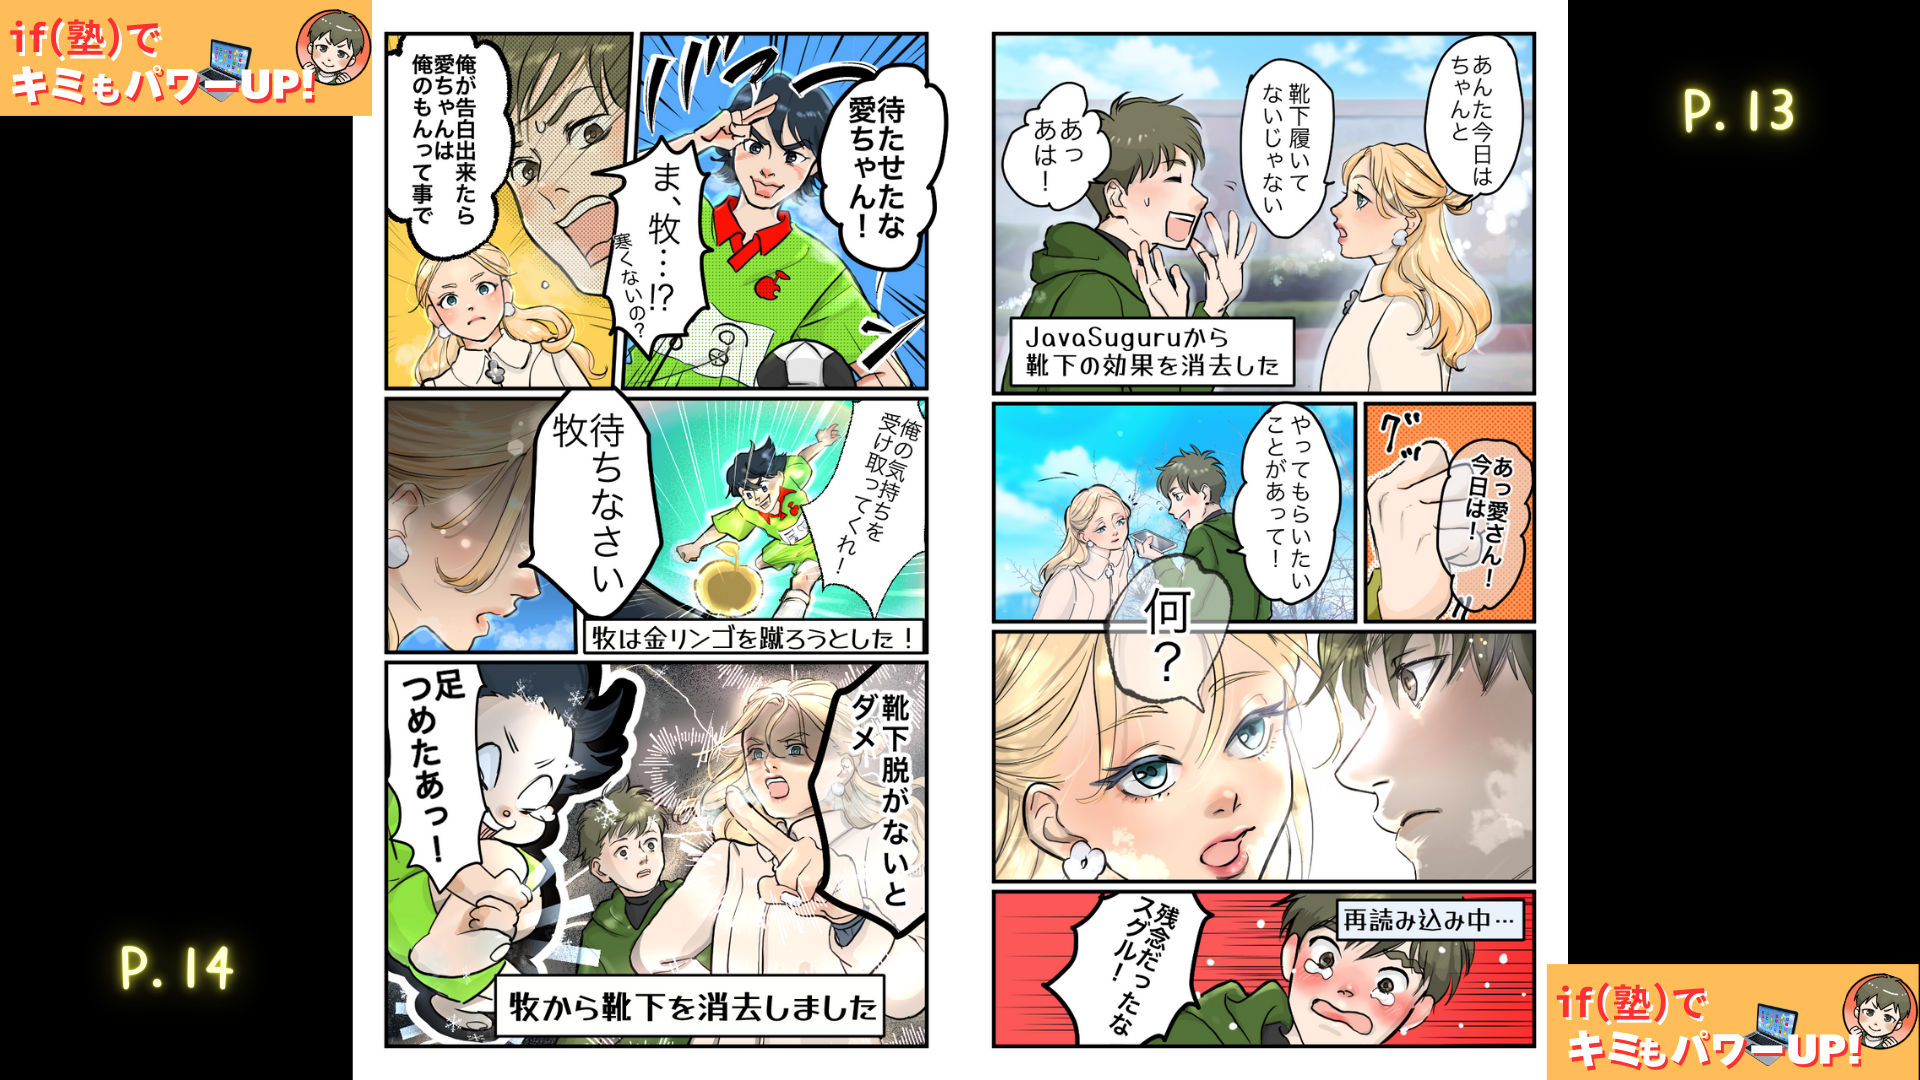 if(塾)で
キミもパワーUP!
P. 13
あんた今日は
ちゃんと
靴下履いて
ないじゃない
あっ
あは！
JavaSuguruから
靴下の効果を消去した
グッ
あっ愛さん！
今日は！
やってもらいたい
ことがあって！
何？
再読み込み中…
残念だったな
スグル！
P. 14
待たせたな
愛ちゃん！
ま、牧…!?
寒くないの？
俺が告白出来たら
愛ちゃんは
俺のもんって事で
俺の気持ちを
受け取ってくれ！
牧は金リンゴを蹴ろうとした！
待ちなさい
牧
靴下脱がないと
ダメ
足
つめたあっ！
牧から靴下を消去しました
if(塾)で
キミもパワーUP!